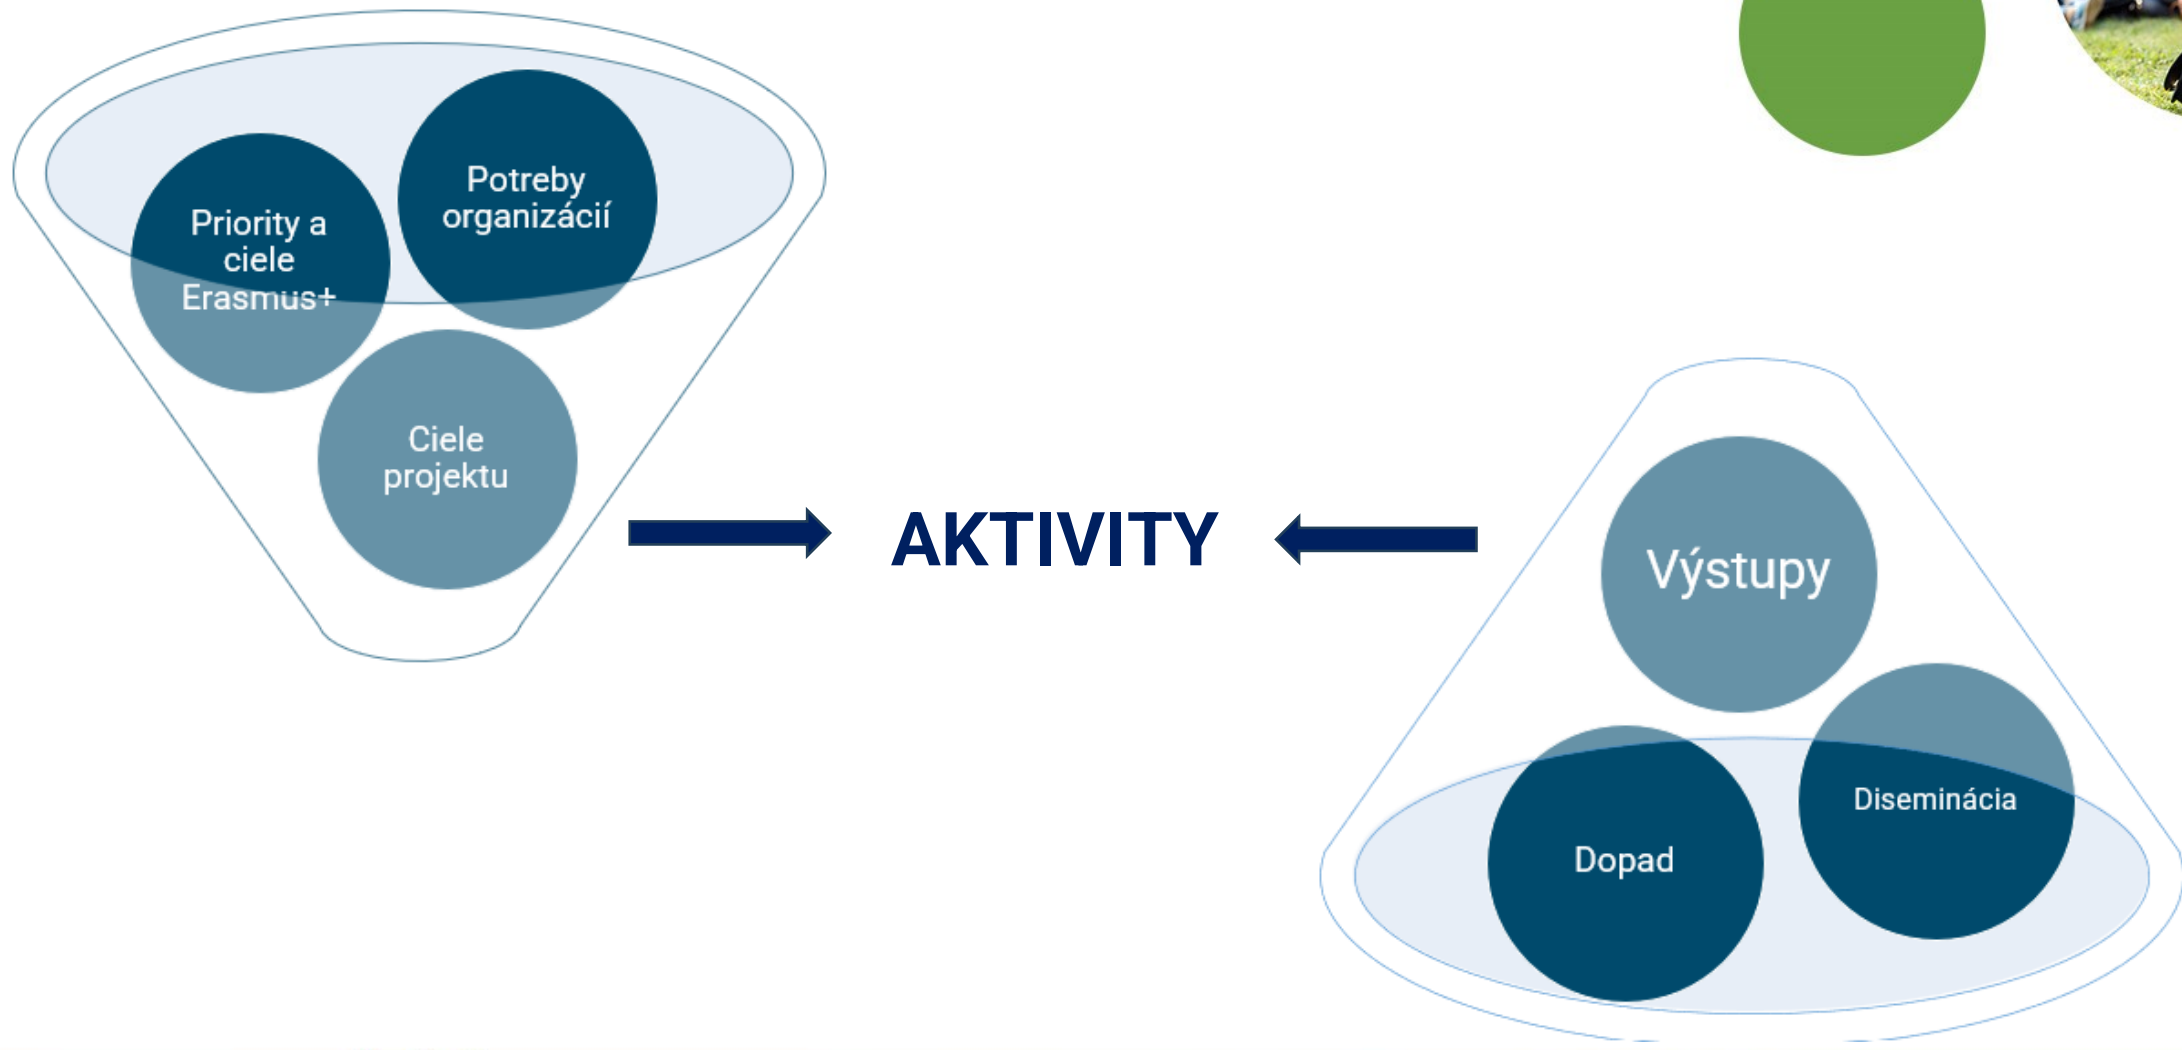 Potreby
organizácií
Priority a
ciele
Erasmus+
Ciele
projektu
AKTIVITY
Výstupy
Diseminácia
Dopad